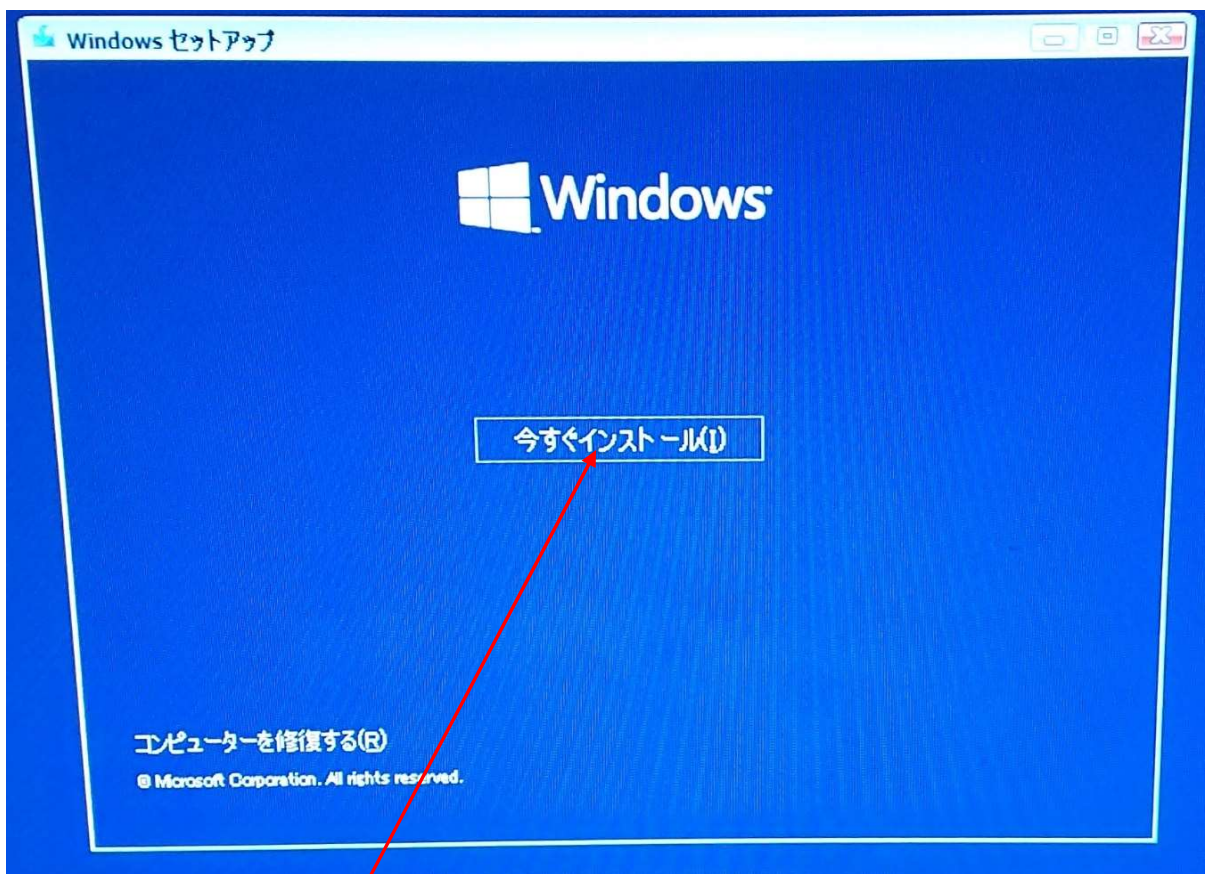 Windows セットアップ
Windows
今すぐインストール(I)
コンピューターを修復する(R)
© Microsoft Corporation. All rights reserved.